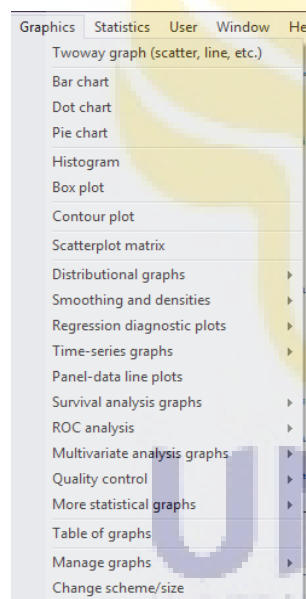 Graphics Statistics User Window He
Twoway graph (scatter, line, etc.)
Bar chart
Dot chart
Pie chart
Histogram
Box plot
Contour plot
Scatterplot matrix
Distributional graphs
Smoothing and densities
Regression diagnostic plots
Time-series graphs
Panel-data line plots
Survival analysis graphs
ROC analysis
Multivariate analysis graphs
Quality control
More statistical graphs
Table of graphs
Manage graphs
Change scheme/size